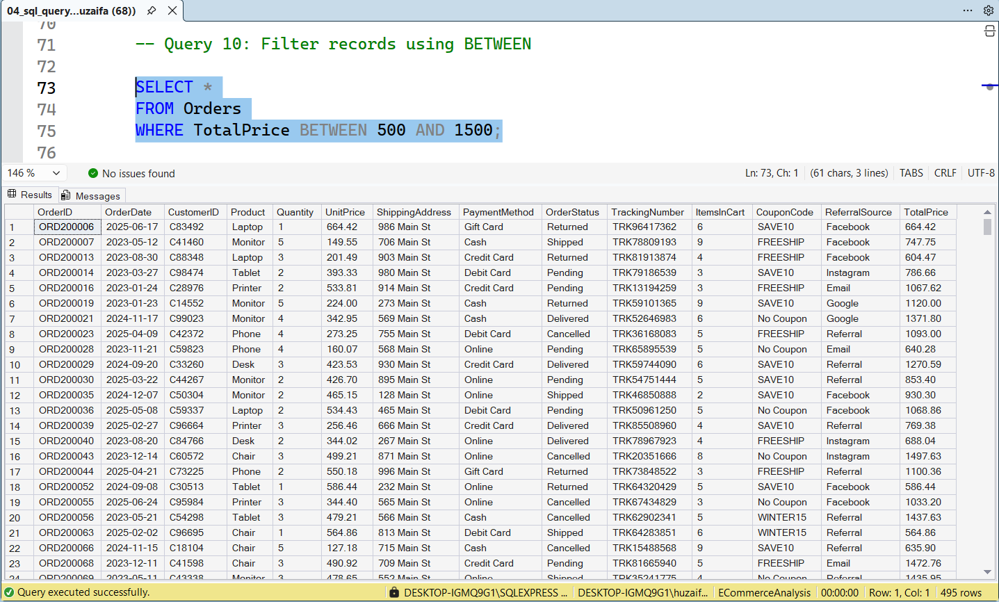 04_sql_query...uzaifa (68))
70
71 -- Query 10: Filter records using BETWEEN
72
73 SELECT *
74 FROM Orders
75 WHERE TotalPrice BETWEEN 500 AND 1500;
76
146 % No issues found Ln: 73, Ch: 1 (61 chars, 3 lines) TABS CRLF UTF-8
Results Messages
OrderID OrderDate CustomerID Product Quantity UnitPrice ShippingAddress PaymentMethod OrderStatus TrackingNumber ItemsInCart CouponCode ReferralSource TotalPrice
1 ORD200006 2025-06-17 C83492 Laptop 1 664.42 986 Main St Gift Card Returned TRK96417362 6 SAVE10 Facebook 664.42
2 ORD200007 2023-05-12 C41460 Monitor 5 149.55 706 Main St Cash Shipped TRK78809193 9 FREESHIP Facebook 747.75
3 ORD200013 2023-08-30 C88348 Laptop 3 201.49 903 Main St Credit Card Returned TRK81913874 4 FREESHIP Facebook 604.47
4 ORD200014 2023-03-27 C98474 Tablet 2 393.33 980 Main St Debit Card Pending TRK79186539 3 SAVE10 Instagram 786.66
5 ORD200016 2023-01-24 C28976 Printer 2 533.81 914 Main St Credit Card Pending TRK13194259 3 FREESHIP Email 1067.62
6 ORD200019 2023-01-23 C14552 Monitor 5 224.00 273 Main St Cash Returned TRK59101365 9 SAVE10 Google 1120.00
7 ORD200021 2024-11-17 C99023 Monitor 4 342.95 569 Main St Cash Delivered TRK52646983 6 No Coupon Google 1371.80
8 ORD200023 2025-04-09 C42372 Phone 4 273.25 755 Main St Debit Card Cancelled TRK36168083 5 FREESHIP Referral 1093.00
9 ORD200028 2023-11-21 C59823 Phone 4 160.07 568 Main St Online Pending TRK65895539 5 No Coupon Email 640.28
10 ORD200029 2024-09-20 C33260 Desk 3 423.53 930 Main St Credit Card Delivered TRK59744090 6 SAVE10 Referral 1270.59
11 ORD200030 2025-03-22 C44267 Monitor 2 426.70 895 Main St Online Pending TRK54751444 5 SAVE10 Referral 853.40
12 ORD200035 2024-12-07 C50304 Monitor 2 465.15 128 Main St Online Shipped TRK46850888 2 SAVE10 Facebook 930.30
13 ORD200036 2025-05-08 C59337 Laptop 2 534.43 465 Main St Debit Card Pending TRK50961250 5 No Coupon Facebook 1068.86
14 ORD200039 2025-02-27 C96664 Printer 3 256.46 666 Main St Credit Card Delivered TRK85508960 4 SAVE10 Referral 769.38
15 ORD200040 2023-08-20 C84766 Desk 2 344.02 267 Main St Online Delivered TRK78967923 4 FREESHIP Instagram 688.04
16 ORD200043 2023-12-14 C60572 Chair 3 499.21 871 Main St Online Cancelled TRK20351666 8 No Coupon Instagram 1497.63
17 ORD200044 2025-04-21 C73225 Phone 2 550.18 996 Main St Gift Card Returned TRK73848522 3 FREESHIP Referral 1100.36
18 ORD200052 2024-09-08 C30513 Tablet 1 586.44 232 Main St Online Returned TRK64320429 5 SAVE10 Facebook 586.44
19 ORD200055 2025-06-24 C95984 Printer 3 344.40 565 Main St Online Cancelled TRK67434829 3 No Coupon Facebook 1033.20
20 ORD200056 2023-05-21 C54298 Tablet 3 479.21 566 Main St Cash Cancelled TRK62902341 5 WINTER15 Referral 1437.63
21 ORD200063 2025-02-02 C96695 Chair 1 564.86 813 Main St Debit Card Shipped TRK64283851 6 WINTER15 Referral 564.86
22 ORD200066 2024-11-15 C18104 Chair 5 127.18 715 Main St Cash Cancelled TRK15488568 9 SAVE10 Referral 635.90
23 ORD200068 2023-12-11 C41598 Chair 3 490.92 709 Main St Credit Card Pending TRK81665940 5 FREESHIP Email 1472.76
24 ORD200069 2023-05-11 C43338 Monitor 3 478.65 552 Main St Online Shipped TRK35241775 4 No Coupon Referral 1435.95
Query executed successfully. DESKTOP-IGMQ9G1\SQLEXPRESS ... DESKTOP-IGMQ9G1\huzaif... ECommerceAnalysis 00:00:00 Row: 1, Col: 1 495 rows